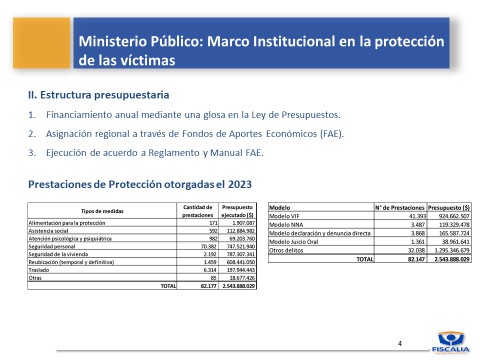 Ministerio Público: Marco Institucional en la protección
de las víctimas
II. Estructura presupuestaria
1. Financiamiento anual mediante una glosa en la Ley de Presupuestos.
2. Asignación regional a través de Fondos de Aportes Económicos (FAE).
3. Ejecución de acuerdo a Reglamento y Manual FAE.
Prestaciones de Protección otorgadas el 2023
Tipos de medidas Cantidad de prestaciones Presupuesto ejecutado ($)
Alimentación para la protección 171 1.907.087
Asistencia social 592 112.884.982
Atención psicológica y psiquiátrica 982 69.203.760
Seguridad personal 70.382 747.521.940
Seguridad de la vivienda 2.192 787.307.341
Reubicación (temporal y definitiva) 608.441.050
Traslado 6.314 197.944.443
Otras 85 18.677.426
TOTAL 82.177 2.543.888.029
Modelo N° de Prestaciones Presupuesto ($)
Modelo VIF 41.393 924.662.507
Modelo NNA 3.487 119.329.478
Modelo declaración y denuncia directa 3.868 165.587.724
Modelo Juicio Oral 1.361 38.961.641
Otros delitos 32.038 1.295.346.679
TOTAL 82.147 2.543.888.029
4
FISCALIA